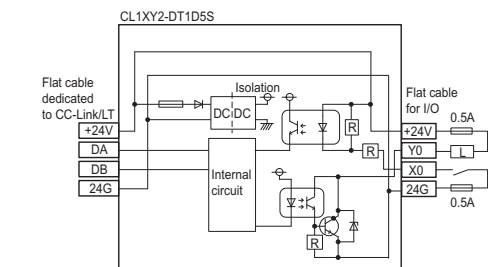 CL1XY2-DT1D5S
Flat cable
dedicated
to CC-Link/LT
+24V
DA
DB
24G
Isolation
DC DC
Internal
circuit
R
R
R
Flat cable
for I/O
+24V
Y0
X0
24G
0.5A
L
0.5A